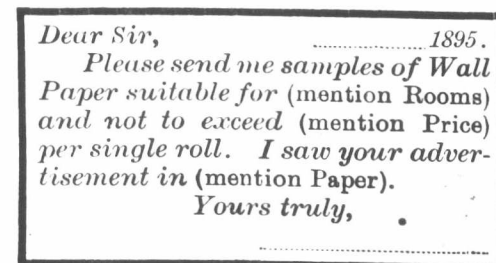 Dear Sir, ..................... 1895.
Please send me samples of Wall
Paper suitable for (mention Rooms)
and not to exceed (mention Price)
per single roll. I saw your adver-
tisement in (mention Paper).
Yours truly,